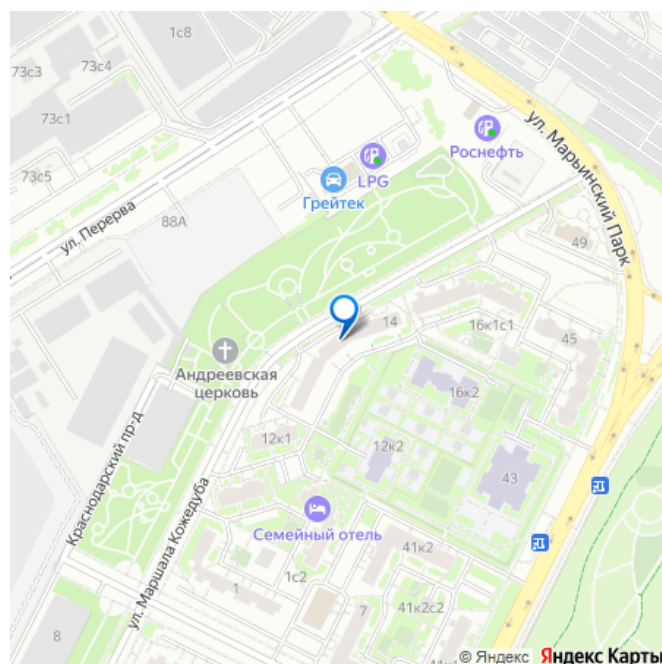 1с8
73с3
73с4
73с1
ул. Марьинский Парк
Роснефть
LPG
73с5
Грейтек
ул. Перерва
88А
49
14
16к1с1
45
Андреевская
церковь
16к2
12к1
12к2
43
Краснодарский пр-д
ул. Маршала Кожедуба
Семейный отель
41к2
1с2
1
7
41к2с2
8
© Яндекс Яндекс Карты